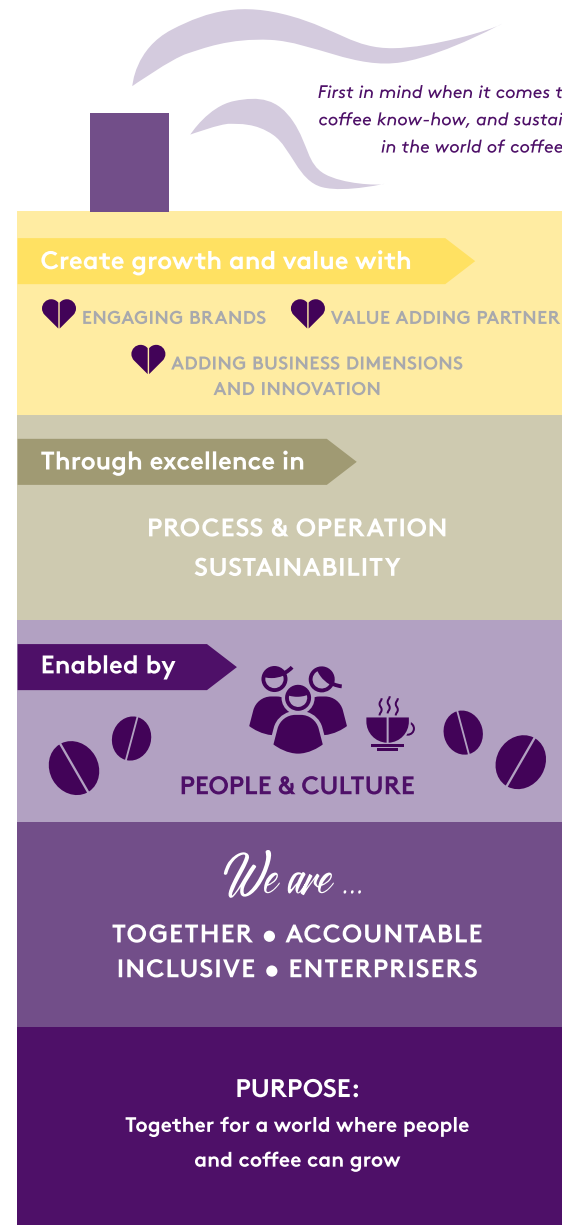 First in mind when it comes
coffee know-how, and
in the world of coffee
Create growth and value with
ENGAGING BRANDS VALUE ADDING PARTNER
ADDING BUSINESS DIMENSIONS
AND INNOVATION
Through excellence in
PROCESS & OPERATION
SUSTAINABILITY
Enabled by
PEOPLE & CULTURE
We are ...
TOGETHER ● ACCOUNTABLE
INCLUSIVE ● ENTERPRISERS
PURPOSE:
Together for a world where people
and coffee can grow